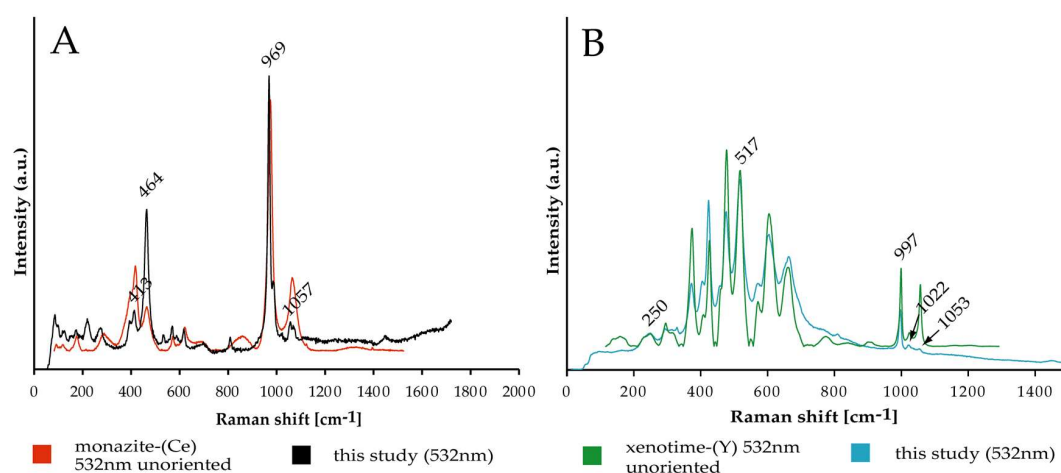 A
969
464
413
1057
Intensity (a.u.)
0 200 400 600 800 1000 1200 1400 1600 1800 2000
Raman shift [cm-1]
monazite-(Ce)
532nm unoriented
this study (532nm)
B
517
250
997
1022
1053
Intensity (a.u.)
0 200 400 600 800 1000 1200 1400
Raman shift [cm-1]
xenotime-(Y) 532nm
unoriented
this study (532nm)